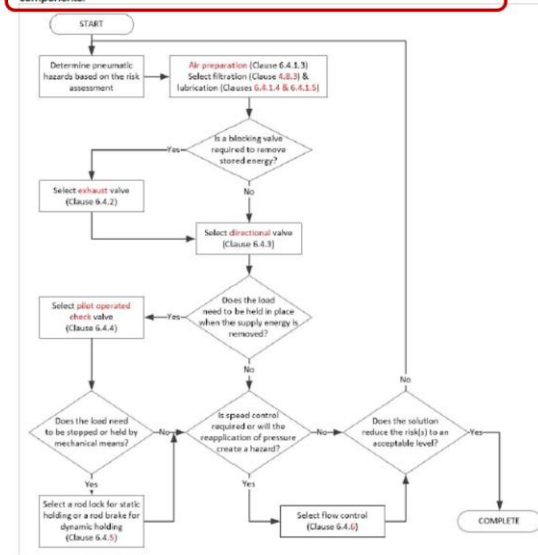 components.
START
Determine pneumatic
hazards based on the risk
assessment
Air preparation (Clause 6.4.1.3)
Select filtration (Clause 4.8.3) &
lubrication (Clauses 6.4.1.4 & 6.4.1.5)
Is a blocking valve
required to remove
stored energy?
Yes
No
Select exhaust valve
(Clause 6.4.2)
Select directional valve
(Clause 6.4.3)
Does the load
need to be held in place
when the supply energy is
removed?
Yes
No
Select pilot operated
check valve
(Clause 6.4.4)
Does the load need
to be stopped or held by
mechanical means?
No
Yes
Is speed control
required or will the
reapplication of pressure
create a hazard?
No
Yes
Does the solution
reduce the risk(s) to an
acceptable level?
No
Yes
Select a rod lock for static
holding or a rod brake for
dynamic holding
(Clause 6.4.5)
Select flow control
(Clause 6.4.6)
COMPLETE